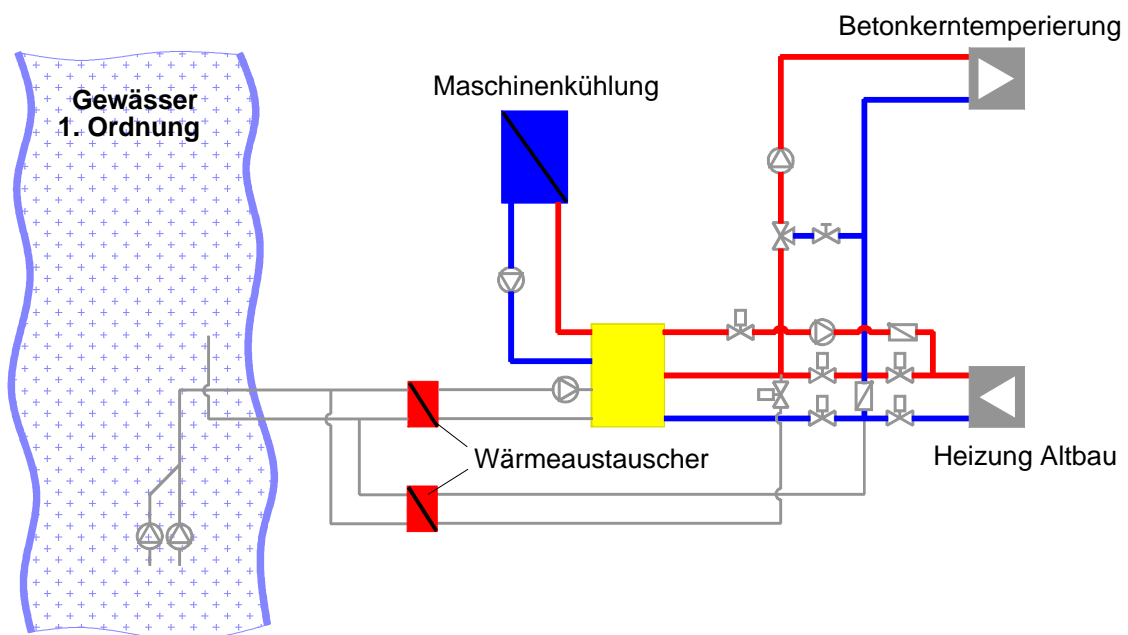 Betonkerntemperierung
Maschinenkühlung
Gewässer
1. Ordnung
Wärmeaustauscher
Heizung Altbau